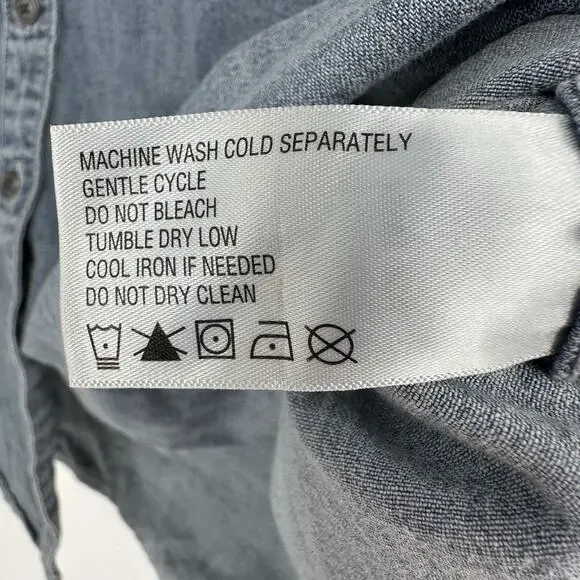 MACHINE WASH COLD SEPARATELY
GENTLE CYCLE
DO NOT BLEACH
TUMBLE DRY LOW
COOL IRON IF NEEDED
DO NOT DRY CLEAN